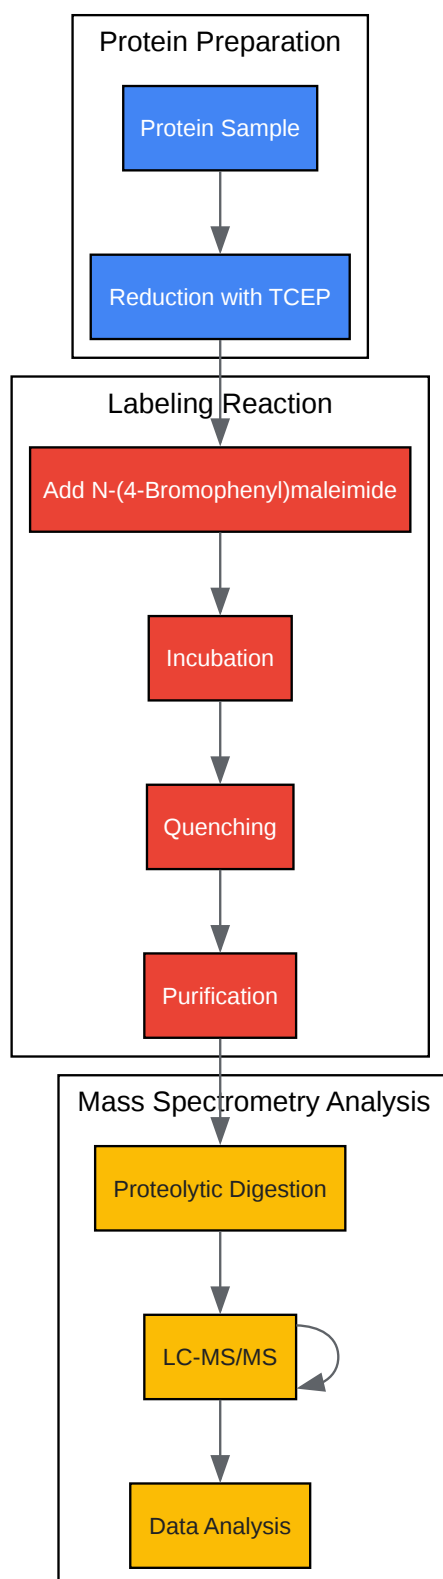 Protein Preparation
Protein Sample
Reduction with TCEP
Labeling Reaction
Add N-(4-Bromophenyl)maleimide
Incubation
Quenching
Purification
Mass Spectrometry Analysis
Proteolytic Digestion
LC-MS/MS
Data Analysis